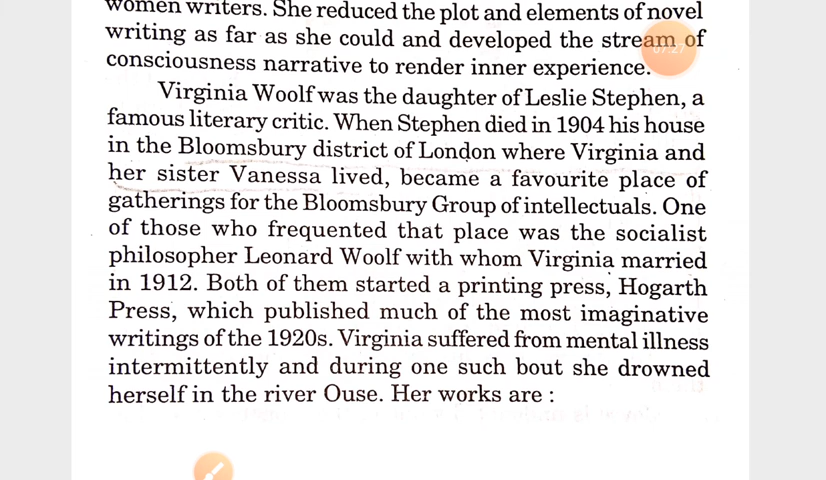 women writers. She reduced the plot and elements of novel
writing as far as she could and developed the stream of
consciousness narrative to render inner experience.
Virginia Woolf was the daughter of Leslie Stephen, a
famous literary critic. When Stephen died in 1904 his house
in the Bloomsbury district of London where Virginia and
her sister Vanessa lived, became a favourite place of
gatherings for the Bloomsbury Group of intellectuals. One
of those who frequented that place was the socialist
philosopher Leonard Woolf with whom Virginia married
in 1912. Both of them started a printing press, Hogarth
Press, which published much of the most imaginative
writings of the 1920s. Virginia suffered from mental illness
intermittently and during one such bout she drowned
herself in the river Ouse. Her works are :
07:27